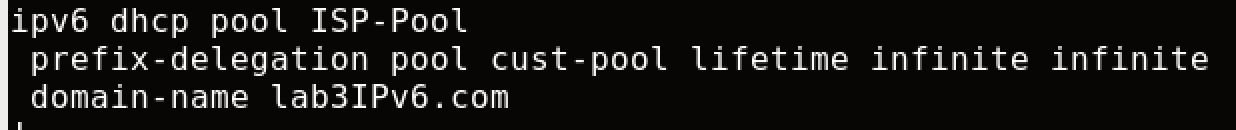 ipv6 dhcp pool ISP-Pool
prefix-delegation pool cust-pool lifetime infinite infinite
domain-name lab3IPv6.com